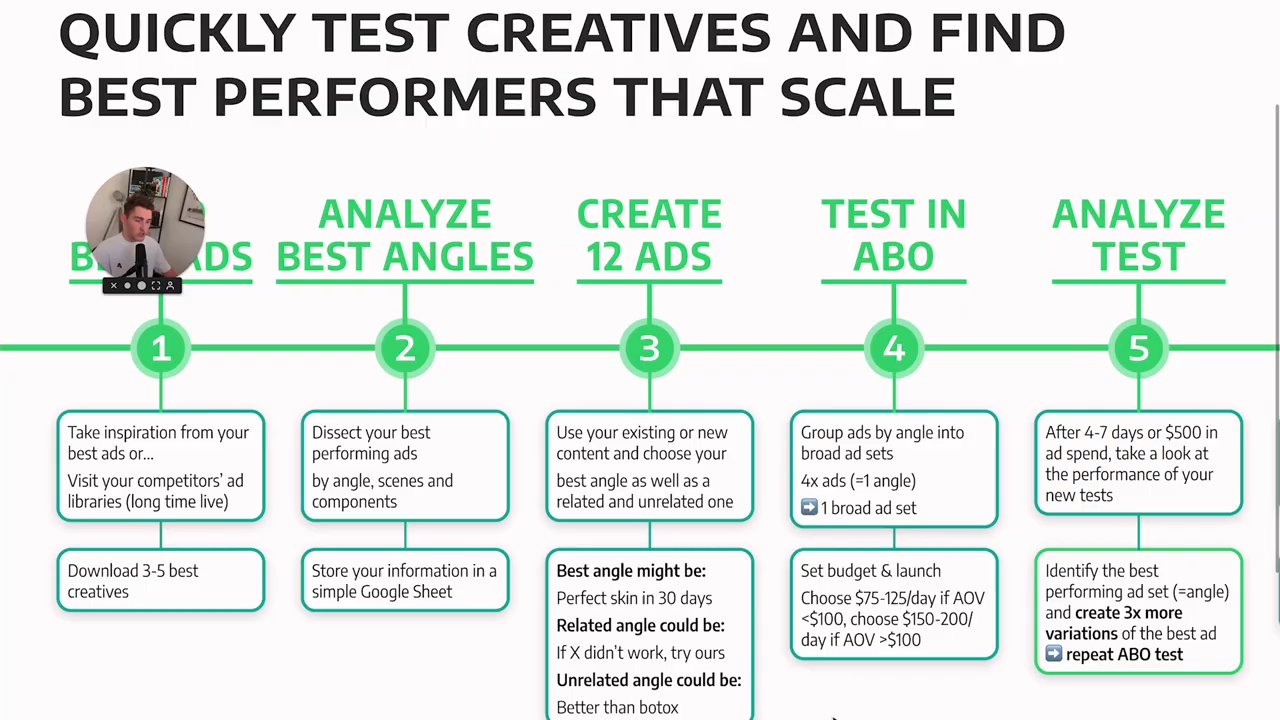 QUICKLY TEST CREATIVES AND FIND
BEST PERFORMERS THAT SCALE
ADS
1
Take inspiration from your
best ads or...
Visit your competitors' ad
libraries (long time live)
Download 3-5 best
creatives
ANALYZE
BEST ANGLES
2
Dissect your best
performing ads
by angle, scenes and
components
Store your information in a
simple Google Sheet
CREATE
12 ADS
3
Use your existing or new
content and choose your
best angle as well as a
related and unrelated one
Best angle might be:
Perfect skin in 30 days
Related angle could be:
If X didn't work, try ours
Unrelated angle could be:
Better than botox
TEST IN
ABO
4
Group ads by angle into
broad ad sets
4x ads (=1 angle)
➡️ 1 broad ad set
Set budget & launch
Choose $75-125/day if AOV
<$100, choose $150-200/
day if AOV >$100
ANALYZE
TEST
5
After 4-7 days or $500 in
ad spend, take a look at
the performance of your
new tests
Identify the best
performing ad set (=angle)
and create 3x more
variations of the best ad
➡️ repeat ABO test